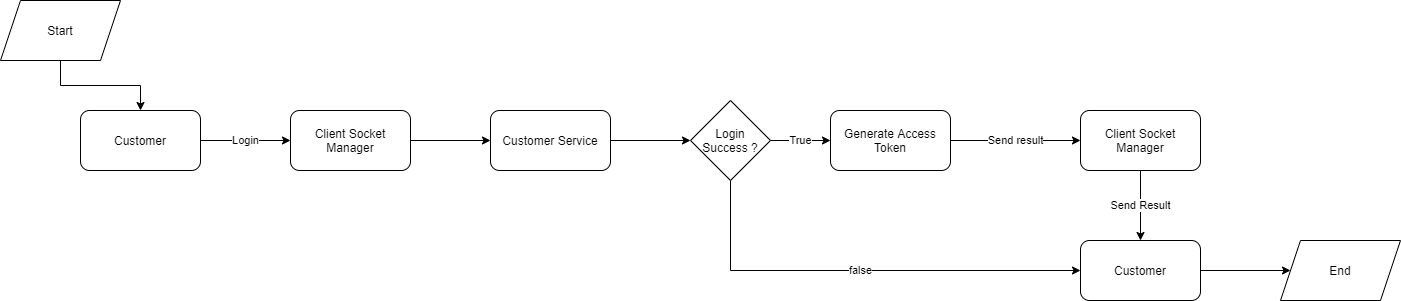 Start
Customer
Login
Client Socket
Manager
Customer Service
Login
Success ?
True
Generate Access
Token
Send result
Client Socket
Manager
Send Result
false
Customer
End